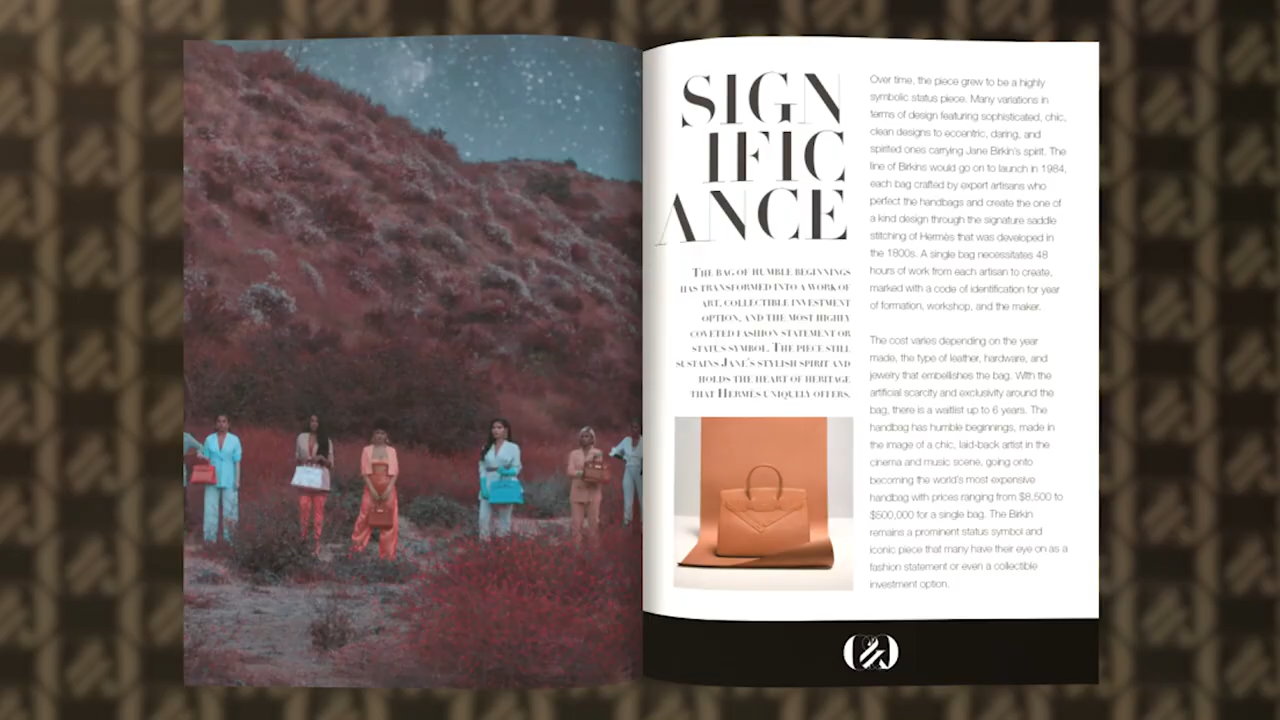 SIGN
IFIC
ANCE
The bag of humble beginnings
has transformed into a work of
art, collectible investment
option, and the most highly
coveted fashion statement or
status symbol. The piece still
sustains Jane's stylish spirit and
holds the heart of heritage
that Hermès uniquely offers.
Over time, the piece grew to be a highly
symbolic status piece. Many variations in
terms of design featuring sophisticated, chic,
clean designs to eccentric, daring, and
spirited ones carrying Jane Birkin's spirit. The
line of Birkins would go on to launch in 1984,
each bag crafted by expert artisans who
perfect the handbags and create the one of
a kind design through the signature saddle
stitching of Hermès that was developed in
the 1800s. A single bag necessitates 48
hours of work from each artisan to create,
marked with a code of identification for year
of formation, workshop, and the maker.
The cost varies depending on the year
made, the type of leather, hardware, and
jewelry that embellishes the bag. With the
artificial scarcity and exclusivity around the
bag, there is a waitlist up to 6 years. The
handbag has humble beginnings, made in
the image of a chic, laid-back artist in the
cinema and music scene, going onto
becoming the world's most expensive
handbag with prices ranging from $8,500 to
$500,000 for a single bag. The Birkin
remains a prominent status symbol and
iconic piece that many have their eye on as a
fashion statement or even a collectible
investment option.